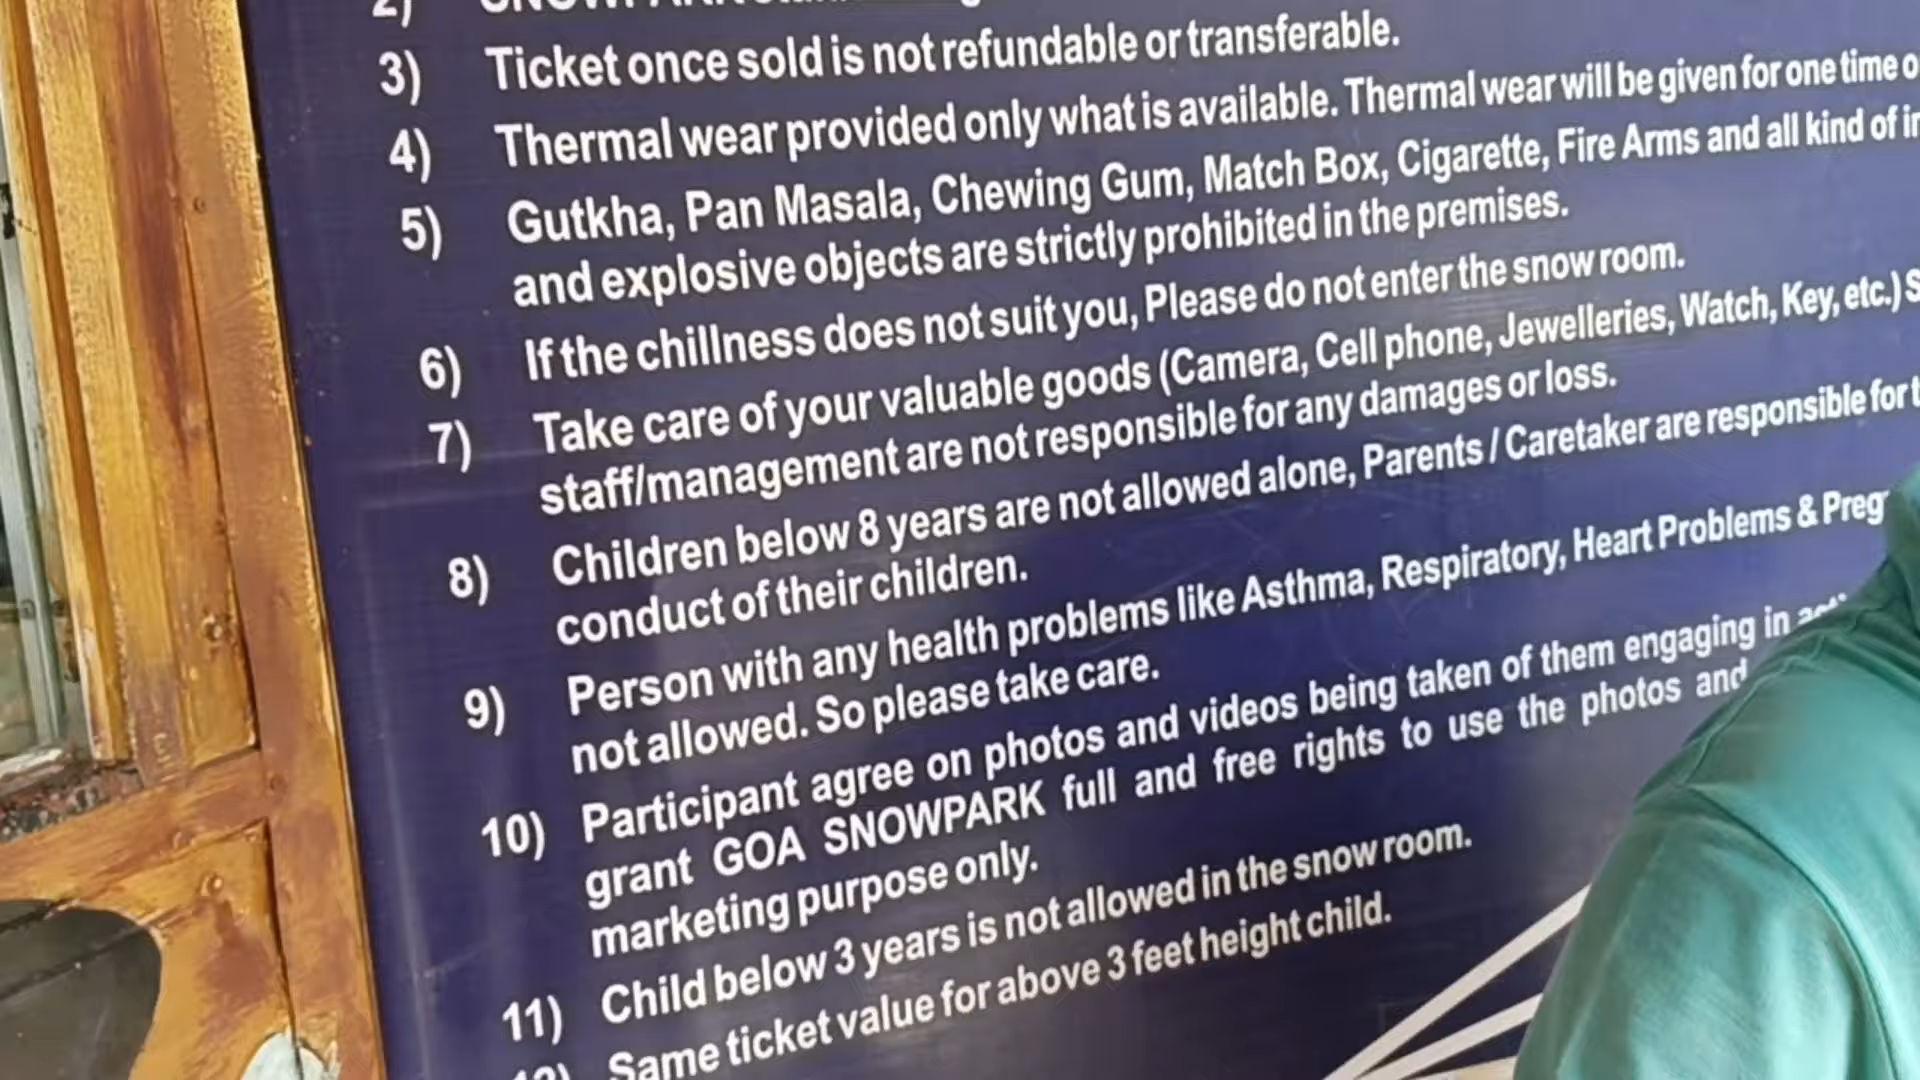 2) SNOWPARK
3) Ticket once sold is not refundable or transferable.
4) Thermal wear provided only what is available. Thermal wear will be given for one time
5) Gutkha, Pan Masala, Chewing Gum, Match Box, Cigarette, Fire Arms and all kind of
and explosive objects are strictly prohibited in the premises.
6) If the chillness does not suit you, Please do not enter the snow room.
7) Take care of your valuable goods (Camera, Cell phone, Jewelleries, Watch, Key, etc.)
staff/management are not responsible for any damages or loss.
8) Children below 8 years are not allowed alone, Parents / Caretaker are responsible for
conduct of their children.
9) Person with any health problems like Asthma, Respiratory, Heart Problems & Preg
not allowed. So please take care.
10) Participant agree on photos and videos being taken of them engaging in
grant GOA SNOWPARK full and free rights to use the photos and
marketing purpose only.
11) Child below 3 years is not allowed in the snow room.
12) Same ticket value for above 3 feet height child.